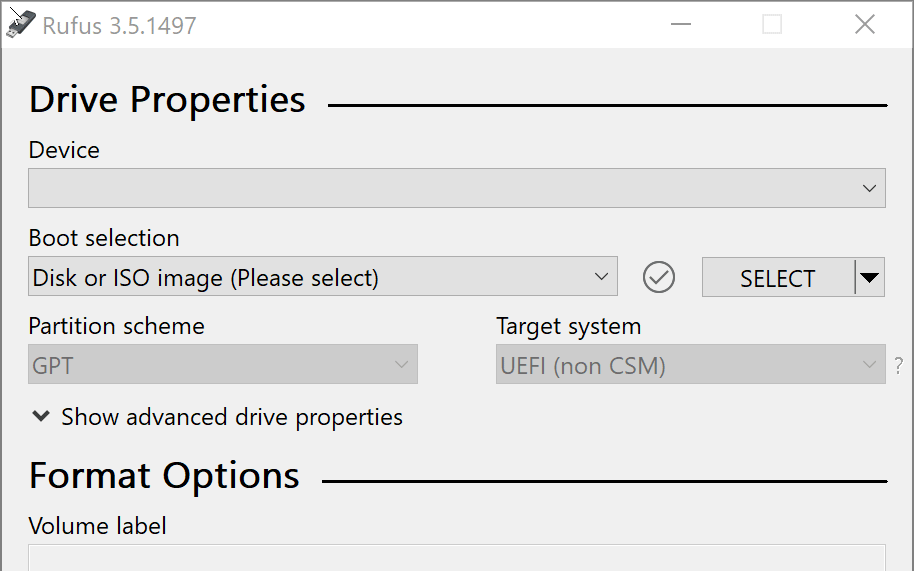 Rufus 3.5.1497
Drive Properties
Device
Boot selection
Disk or ISO image (Please select)
SELECT
Partition scheme
Target system
GPT
UEFI (non CSM)
?
Show advanced drive properties
Format Options
Volume label